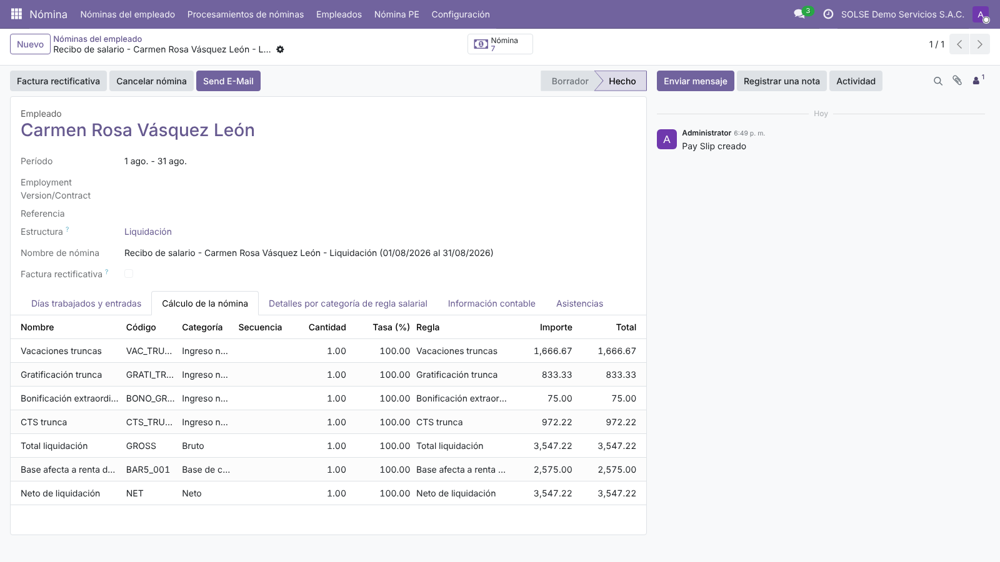 Nómina Nóminas del empleado Procesamientos de nóminas Empleados Nómina PE Configuración 3 SOLSE Demo Servicios S.A.C. A
Nuevo Nóminas del empleado
Recibo de salario - Carmen Rosa Vásquez León - L...
Nómina
7
1 / 1
Factura rectificativa Cancelar nómina Send E-Mail Borrador Hecho
Enviar mensaje Registrar una nota Actividad 1
Hoy
A Administrator 6:49 p. m.
Pay Slip creado
Empleado
Carmen Rosa Vásquez León
Período 1 ago. - 31 ago.
Employment
Version/Contract
Referencia
Estructura ? Liquidación
Nombre de nómina Recibo de salario - Carmen Rosa Vásquez León - Liquidación (01/08/2026 al 31/08/2026)
Factura rectificativa ?
Días trabajados y entradas Cálculo de la nómina Detalles por categoría de regla salarial Información contable Asistencias
Nombre Código Categoría Secuencia Cantidad Tasa (%) Regla Importe Total
Vacaciones truncas VAC_TRU... Ingreso n... 1.00 100.00 Vacaciones truncas 1,666.67 1,666.67
Gratificación trunca GRATI_TR... Ingreso n... 1.00 100.00 Gratificación trunca 833.33 833.33
Bonificación extraordi... BONO_GR... Ingreso n... 1.00 100.00 Bonificación extraor... 75.00 75.00
CTS trunca CTS_TRU... Ingreso n... 1.00 100.00 CTS trunca 972.22 972.22
Total liquidación GROSS Bruto 1.00 100.00 Total liquidación 3,547.22 3,547.22
Base afecta a renta d... BAR5_001 Base de c... 1.00 100.00 Base afecta a renta ... 2,575.00 2,575.00
Neto de liquidación NET Neto 1.00 100.00 Neto de liquidación 3,547.22 3,547.22